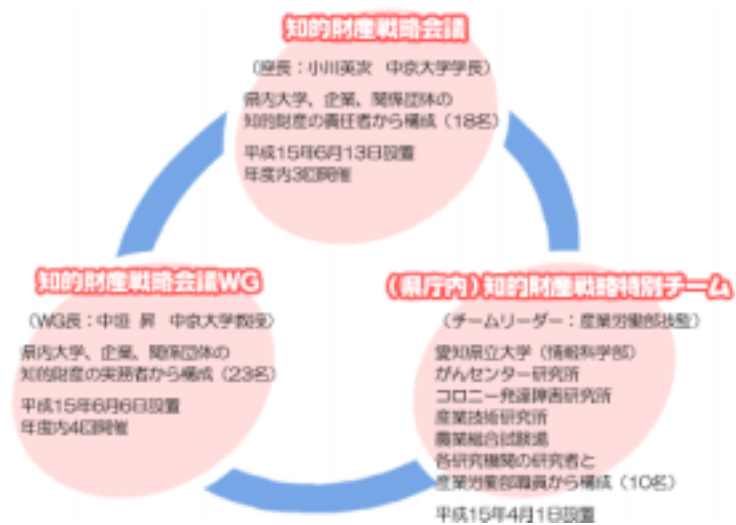 知的財産戦略会議
(座長：小川英次　中京大学学長)
県内大学、企業、関係団体の
知的財産の責任者から構成（18名）
平成15年6月13日設置
年度内3回開催
知的財産戦略会議WG
(WG長：中垣 昇　中京大学教授)
県内大学、企業、関係団体の
知的財産の実務者から構成（23名）
平成15年6月6日設置
年度内4回開催
(県庁内)知的財産戦略特別チーム
(チームリーダー：産業労働部技監)
愛知県立大学（情報科学部）
がんセンター研究所
コロニー発達障害研究所
産業技術研究所
農業総合試験場
各研究機関の研究者と
産業労働部職員から構成（10名）
平成15年4月1日設置